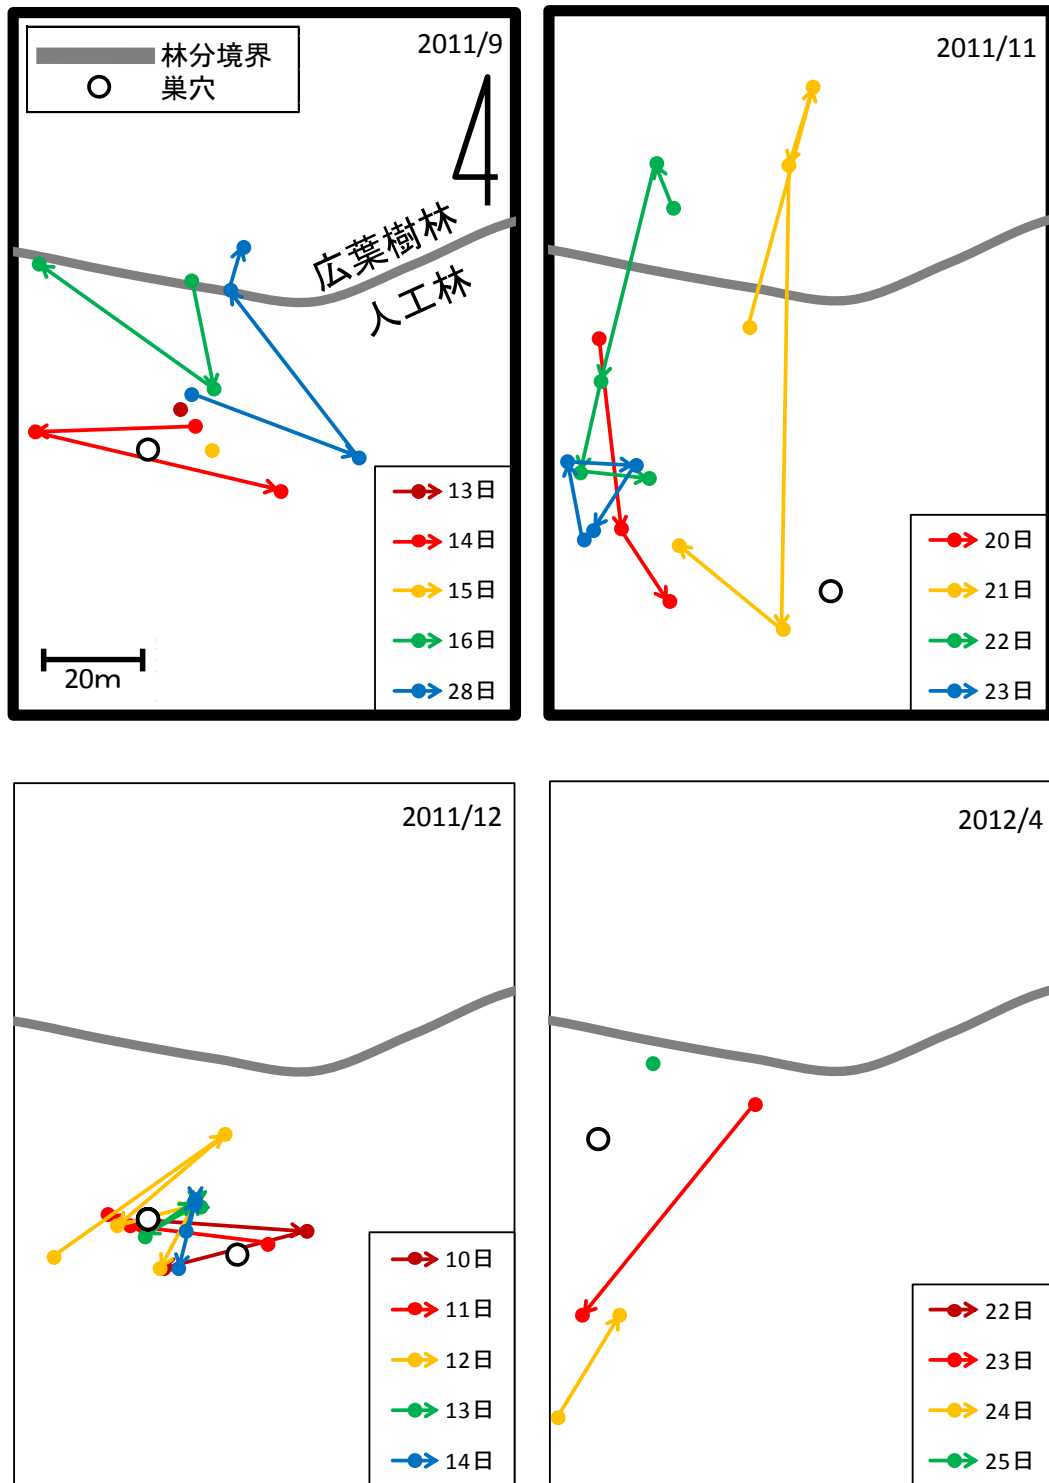 林分境界
巣穴
2011/9
広葉樹林
人工林
13日
14日
15日
16日
28日
20m
2011/11
20日
21日
22日
23日
2011/12
10日
11日
12日
13日
14日
2012/4
22日
23日
24日
25日